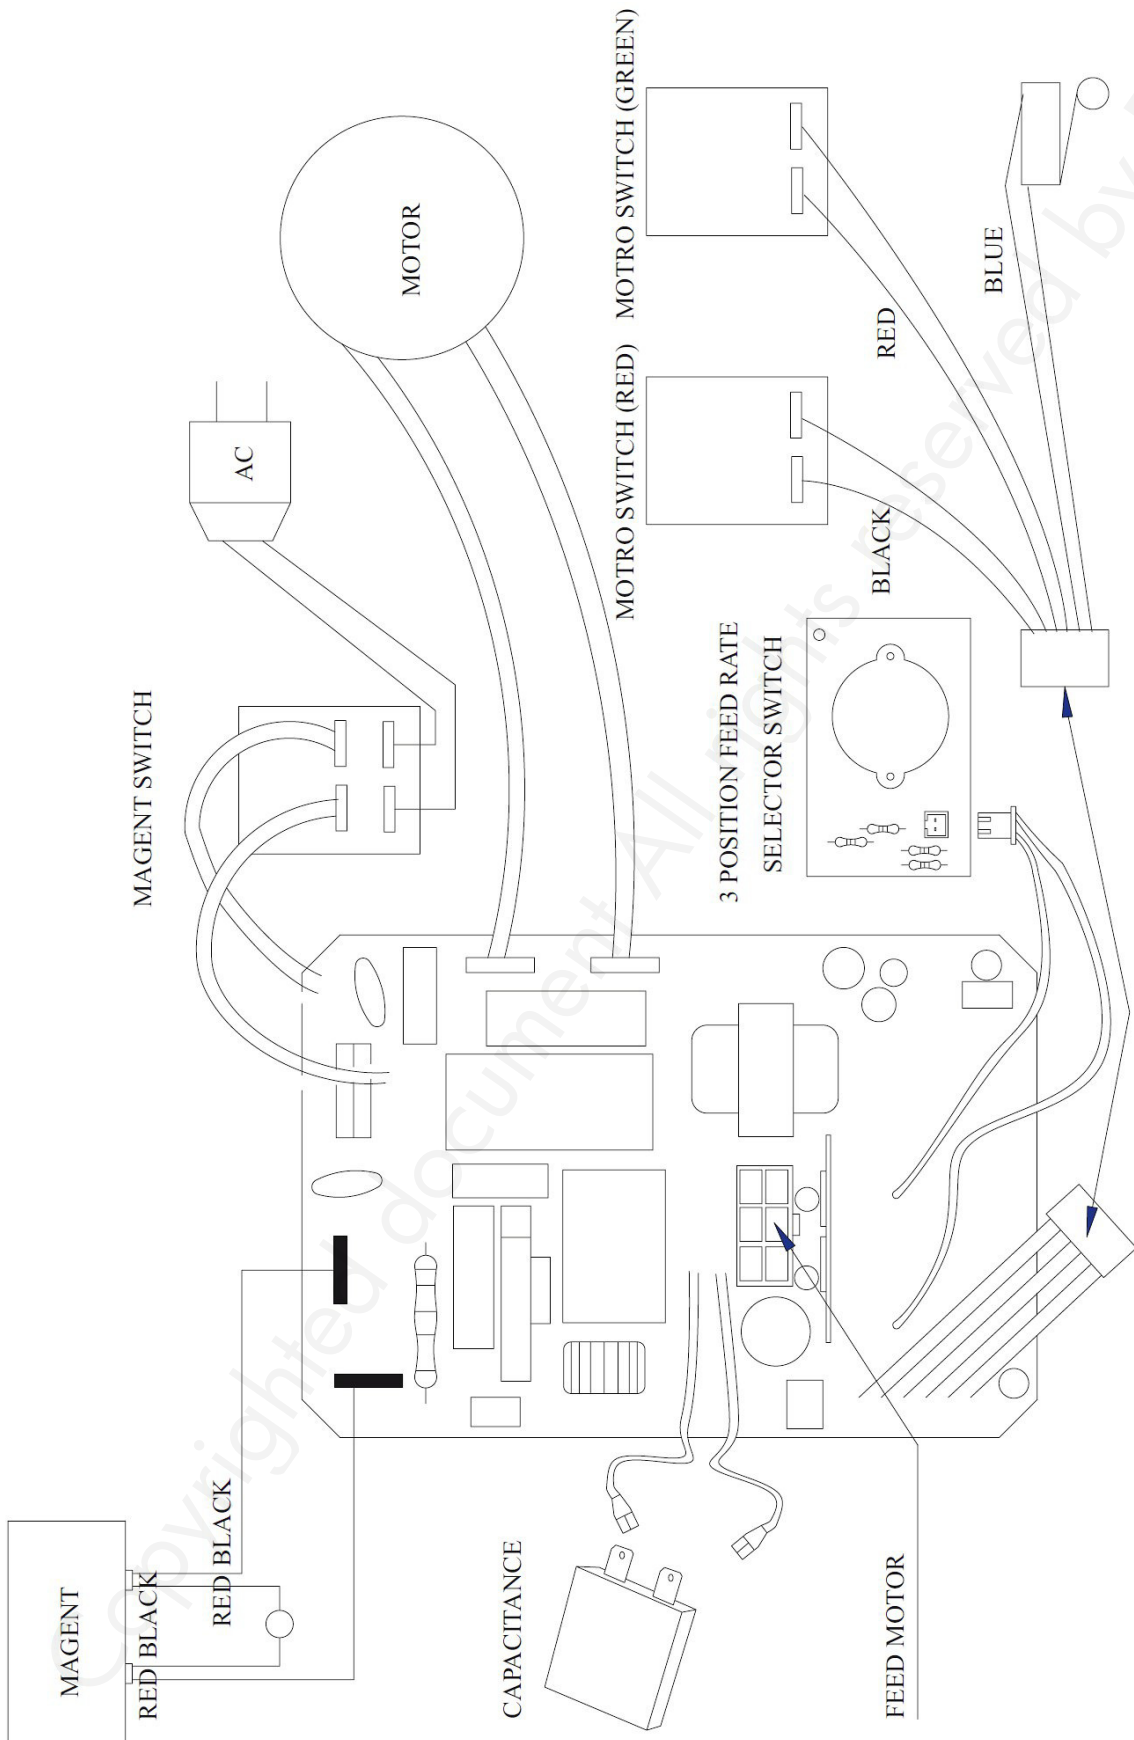 MAGENT
RED BLACK
RED BLACK
MAGENT SWITCH
AC
MOTOR
CAPACITANCE
MOTRO SWITCH (RED)
MOTRO SWITCH (GREEN)
3 POSITION FEED RATE
SELECTOR SWITCH
FEED MOTOR
BLACK
RED
BLUE
Copyrighted document All rights reserved by